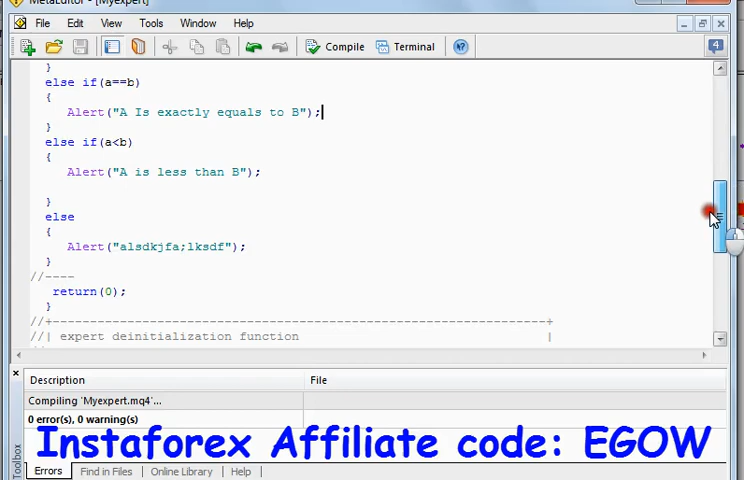 MetaEditor - [Myexpert]
File Edit View Tools Window Help
Compile Terminal 4
}
else if(a==b)
{
Alert("A Is exactly equals to B");
}
else if(a<b)
{
Alert("A is less than B");
}
else
{
Alert("alsdkjfa;lksdf");
}
//----
return(0);
}
//+------------------------------------------------------------------+
//| expert deinitialization function |
Description File
Compiling 'Myexpert.mq4'...
0 error(s), 0 warning(s)
Instaforex Affiliate code: EGOW
Toolbox
Errors Find in Files Online Library Help